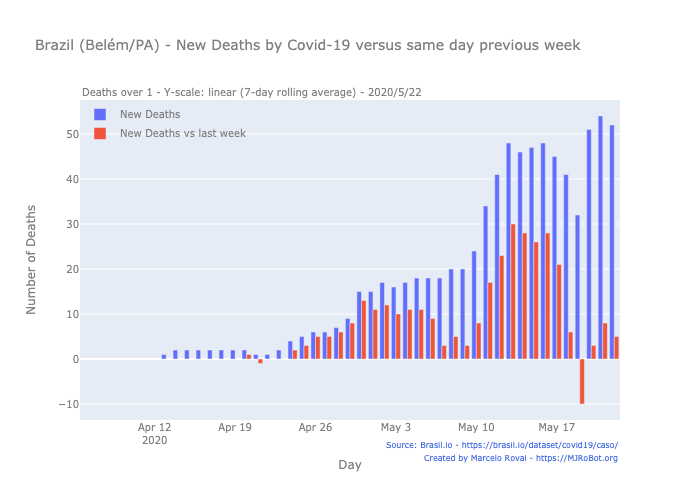 Brazil (Belém/PA) - New Deaths by Covid-19 versus same day previous week
Deaths over 1 - Y-scale: linear (7-day rolling average) - 2020/5/22
New Deaths
New Deaths vs last week
Number of Deaths
50
40
30
20
10
0
−10
Apr 12
2020
Apr 19
Apr 26
May 3
May 10
May 17
Day
Source: Brasil.io - https://brasil.io/dataset/covid19/caso/
Created by Marcelo Rovai - https://MJRoBot.org